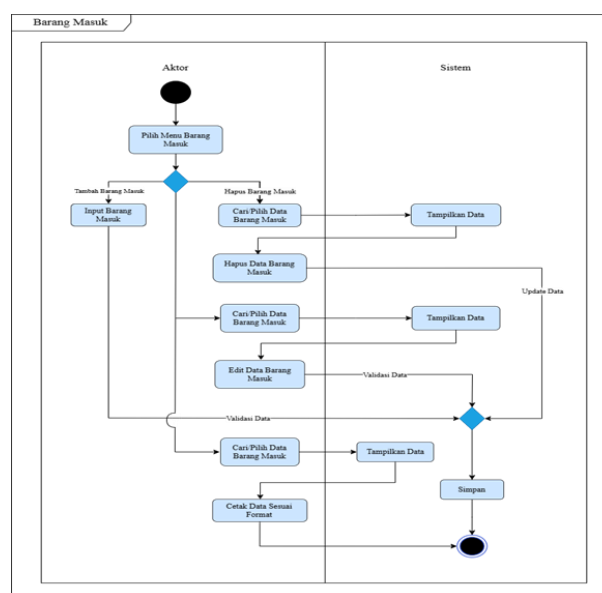 Barang Masuk
Aktor
Sistem
Pilih Menu Barang
Masuk
Tambah Barang Masuk
Hapus Barang Masuk
Input Barang
Masuk
Cari/Pilih Data
Barang Masuk
Tampilkan Data
Hapus Data Barang
Masuk
Update Data
Cari/Pilih Data
Barang Masuk
Tampilkan Data
Edit Data Barang
Masuk
Validasi Data
Validasi Data
Cari/Pilih Data
Barang Masuk
Tampilkan Data
Simpan
Cetak Data Sesuai
Format